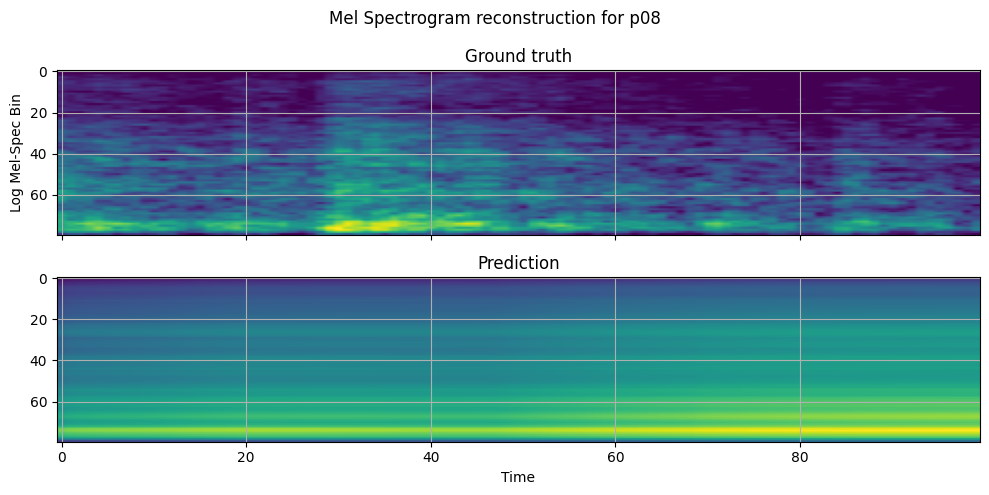 Mel Spectrogram reconstruction for p08
Ground truth
Log Mel-Spec Bin
0
20
40
60
Prediction
0
20
40
60
0 20 40 60 80
Time